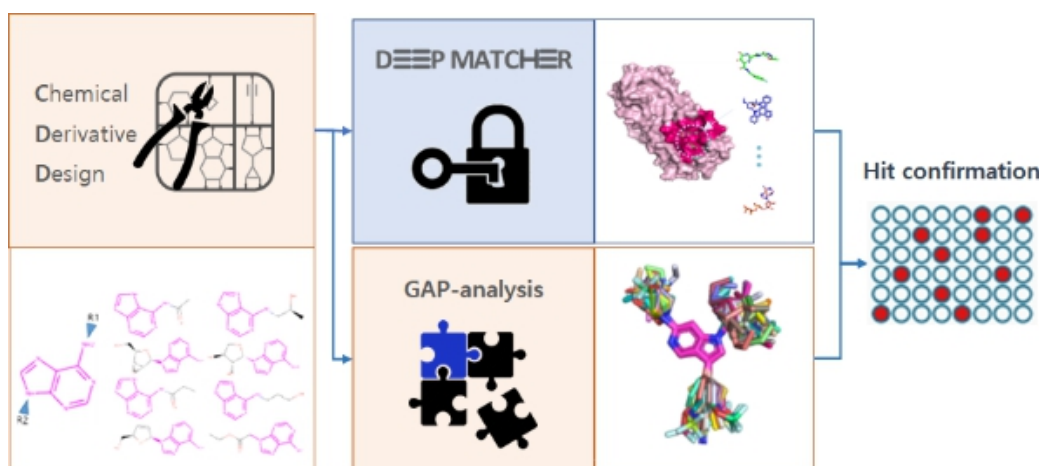 Chemical
Derivative
Design
DEEP MATCHER
Hit confirmation
GAP-analysis
R1
R2